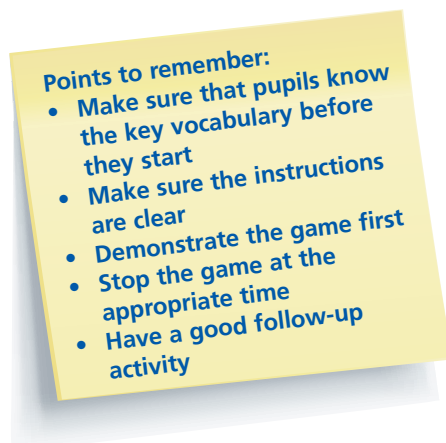 Points to remember:
• Make sure that pupils know
the key vocabulary before
they start
• Make sure the instructions
are clear
• Demonstrate the game first
• Stop the game at the
appropriate time
• Have a good follow-up
activity